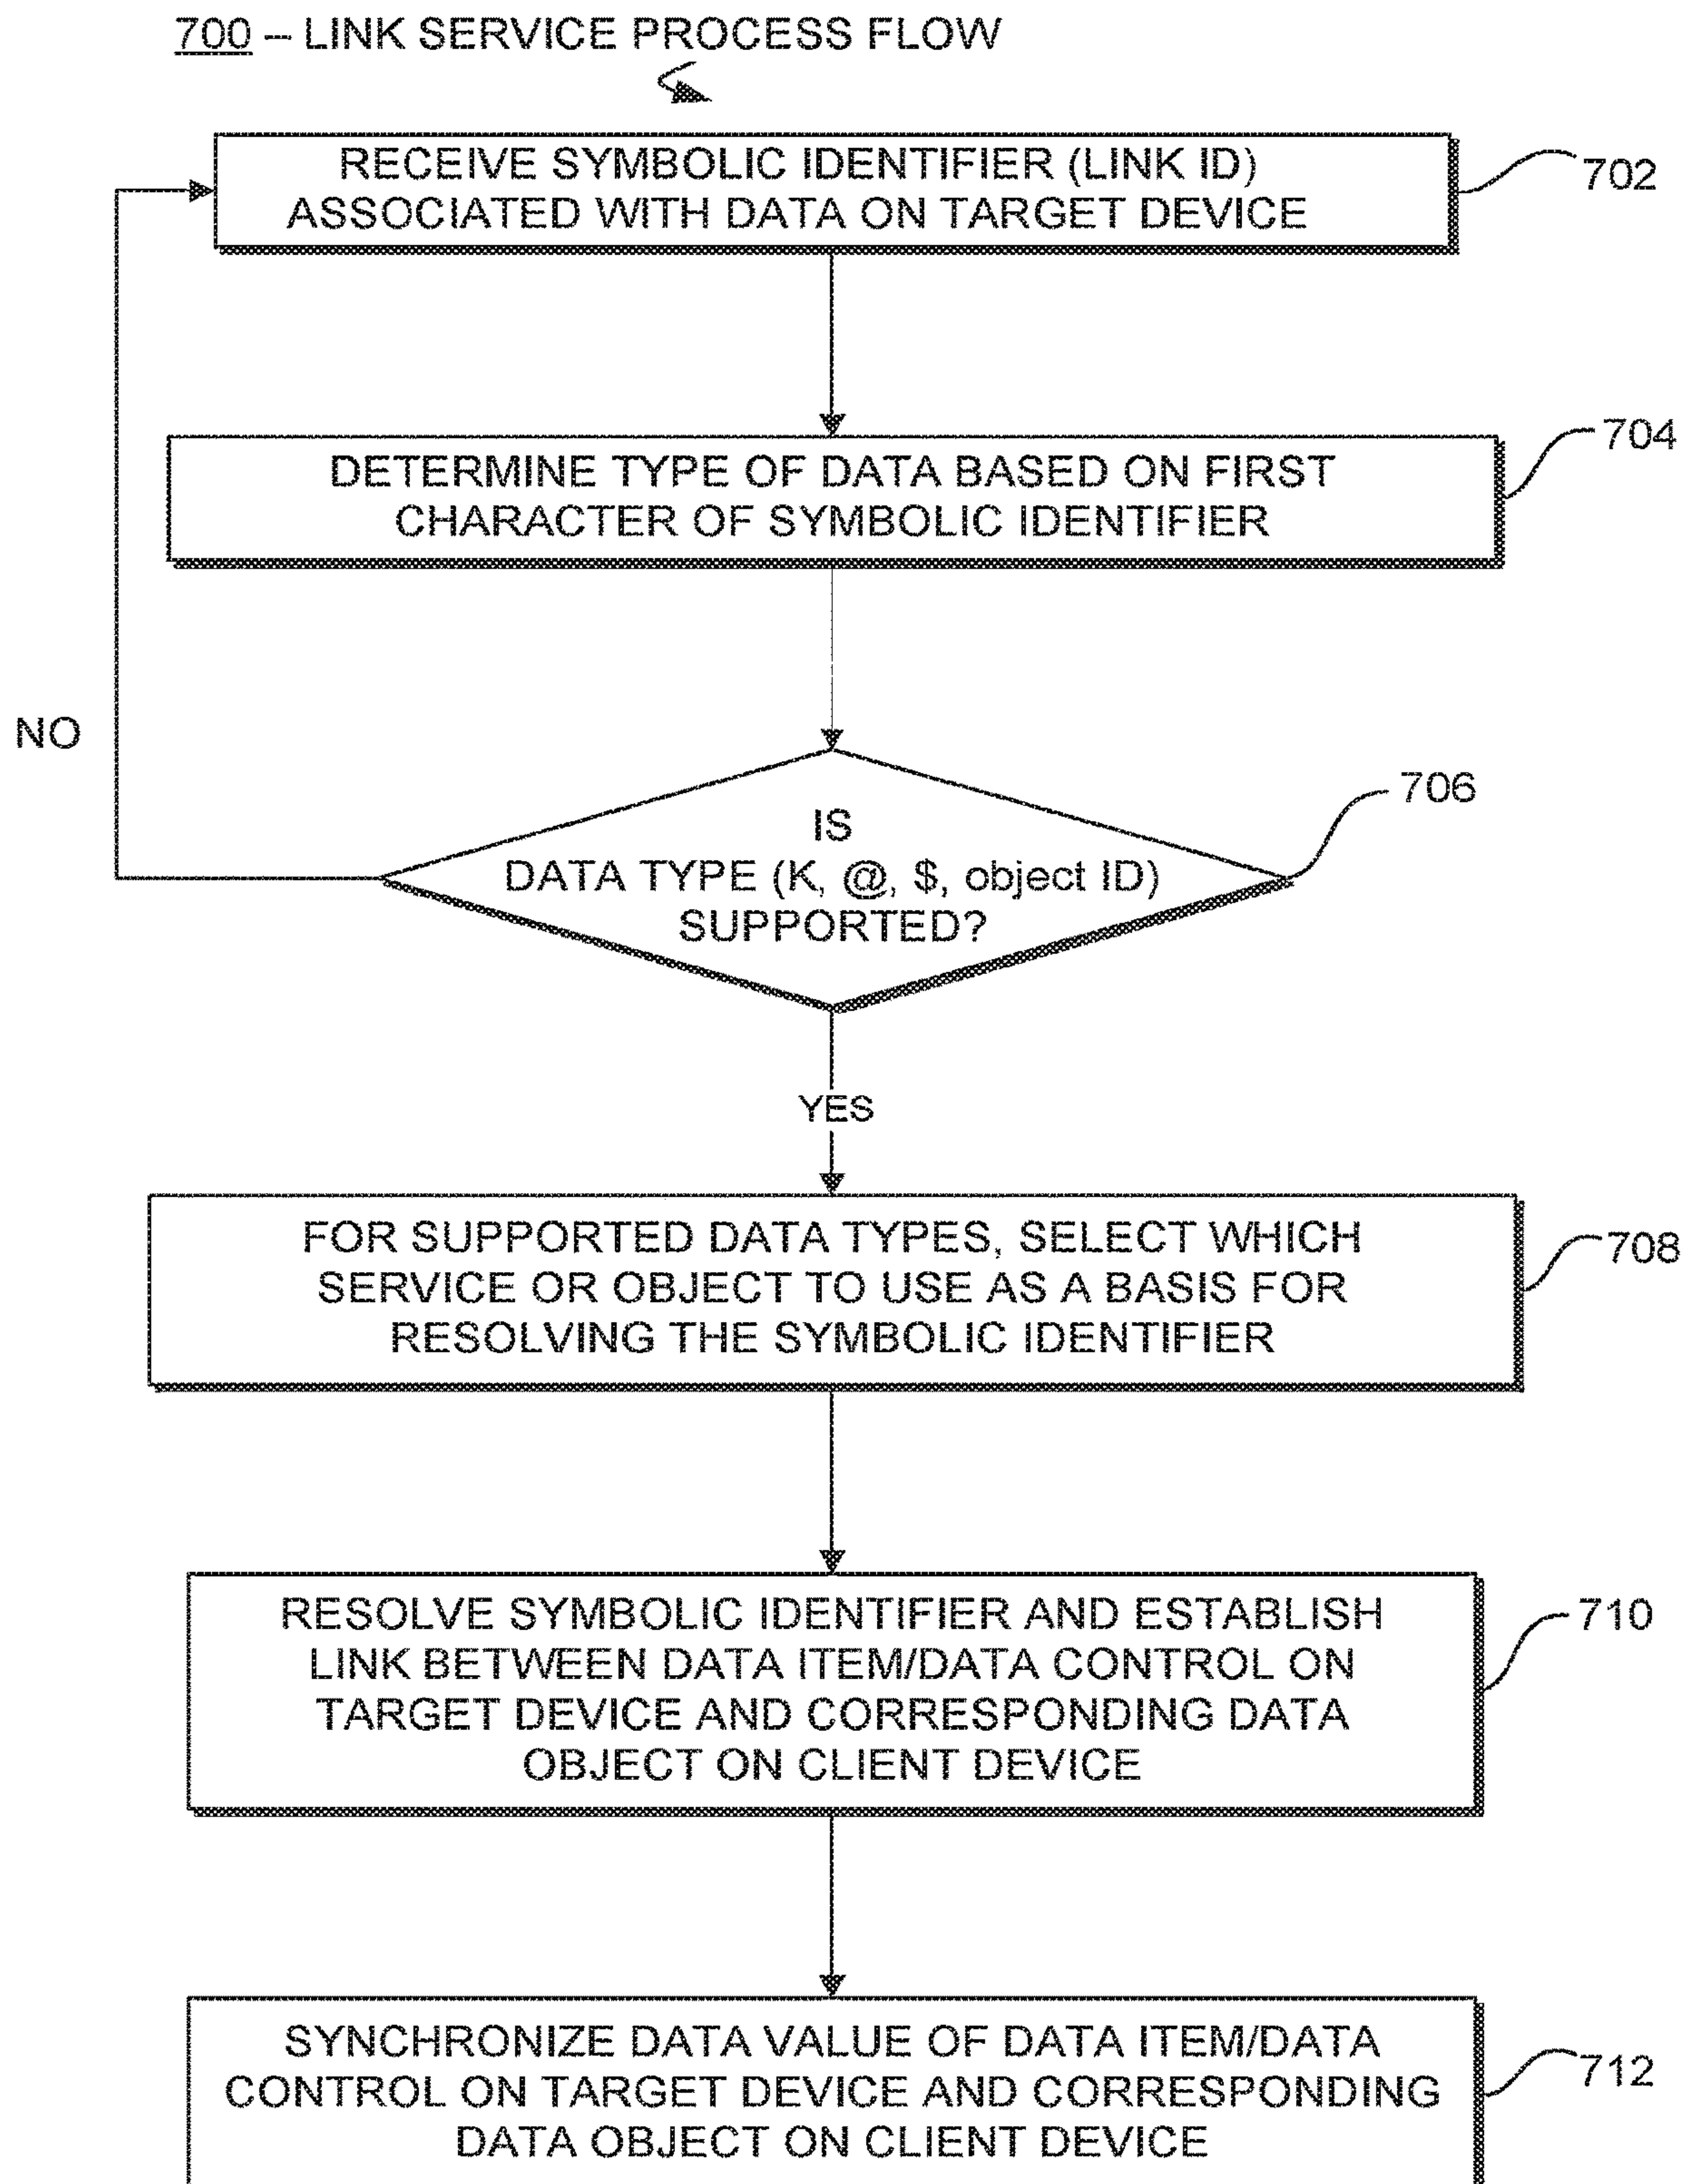 700 -- LINK SERVICE PROCESS FLOW
RECEIVE SYMBOLIC IDENTIFIER (LINK ID)
ASSOCIATED WITH DATA ON TARGET DEVICE
702
DETERMINE TYPE OF DATA BASED ON FIRST
CHARACTER OF SYMBOLIC IDENTIFIER
704
NO
IS
DATA TYPE (K, @, $, object ID)
SUPPORTED?
706
YES
FOR SUPPORTED DATA TYPES, SELECT WHICH
SERVICE OR OBJECT TO USE AS A BASIS FOR
RESOLVING THE SYMBOLIC IDENTIFIER
708
RESOLVE SYMBOLIC IDENTIFIER AND ESTABLISH
LINK BETWEEN DATA ITEM/DATA CONTROL ON
TARGET DEVICE AND CORRESPONDING DATA
OBJECT ON CLIENT DEVICE
710
SYNCHRONIZE DATA VALUE OF DATA ITEM/DATA
CONTROL ON TARGET DEVICE AND CORRESPONDING
DATA OBJECT ON CLIENT DEVICE
712